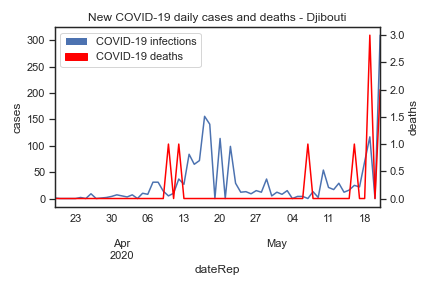 New COVID-19 daily cases and deaths - Djibouti
COVID-19 infections
COVID-19 deaths
cases
300
250
200
150
100
50
0
deaths
3.0
2.5
2.0
1.5
1.0
0.5
0.0
23 30 06 13 20 27 04 11 18
Apr May
2020
dateRep